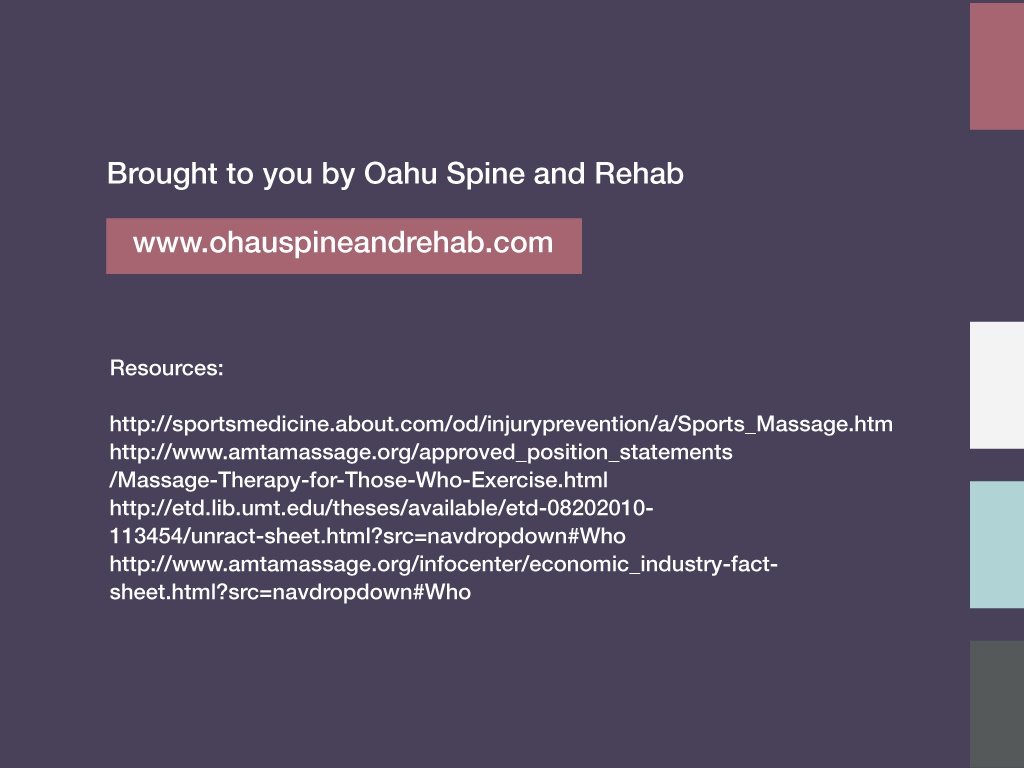 Brought to you by Oahu Spine and Rehab
www.ohauspineandrehab.com
Resources:
http://sportsmedicine.about.com/od/injuryprevention/a/Sports_Massage.htm
http://www.amtamassage.org/approved_position_statements
/Massage-Therapy-for-Those-Who-Exercise.html
http://etd.lib.umt.edu/theses/available/etd-08202010-
113454/unract-sheet.html?src=navdropdown#Who
http://www.amtamassage.org/infocenter/economic_industry-fact-
sheet.html?src=navdropdown#Who